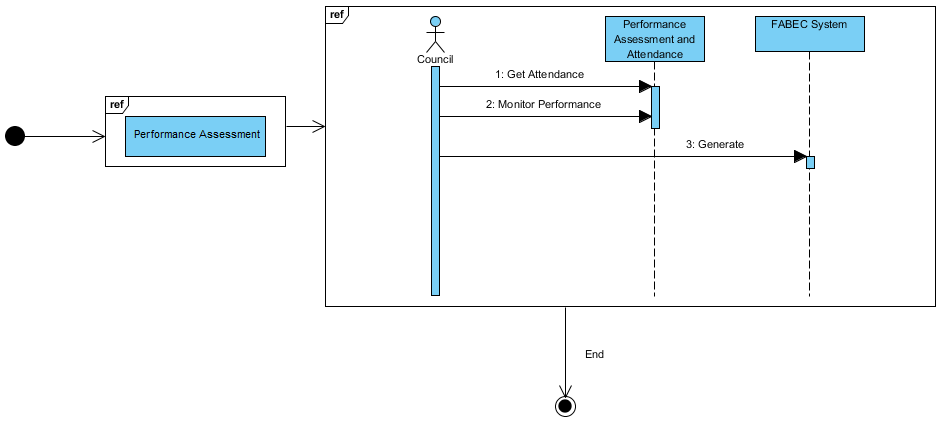 ref
Performance Assessment
ref
Council
Performance
Assessment and
Attendance
FABEC System
1: Get Attendance
2: Monitor Performance
3: Generate
End